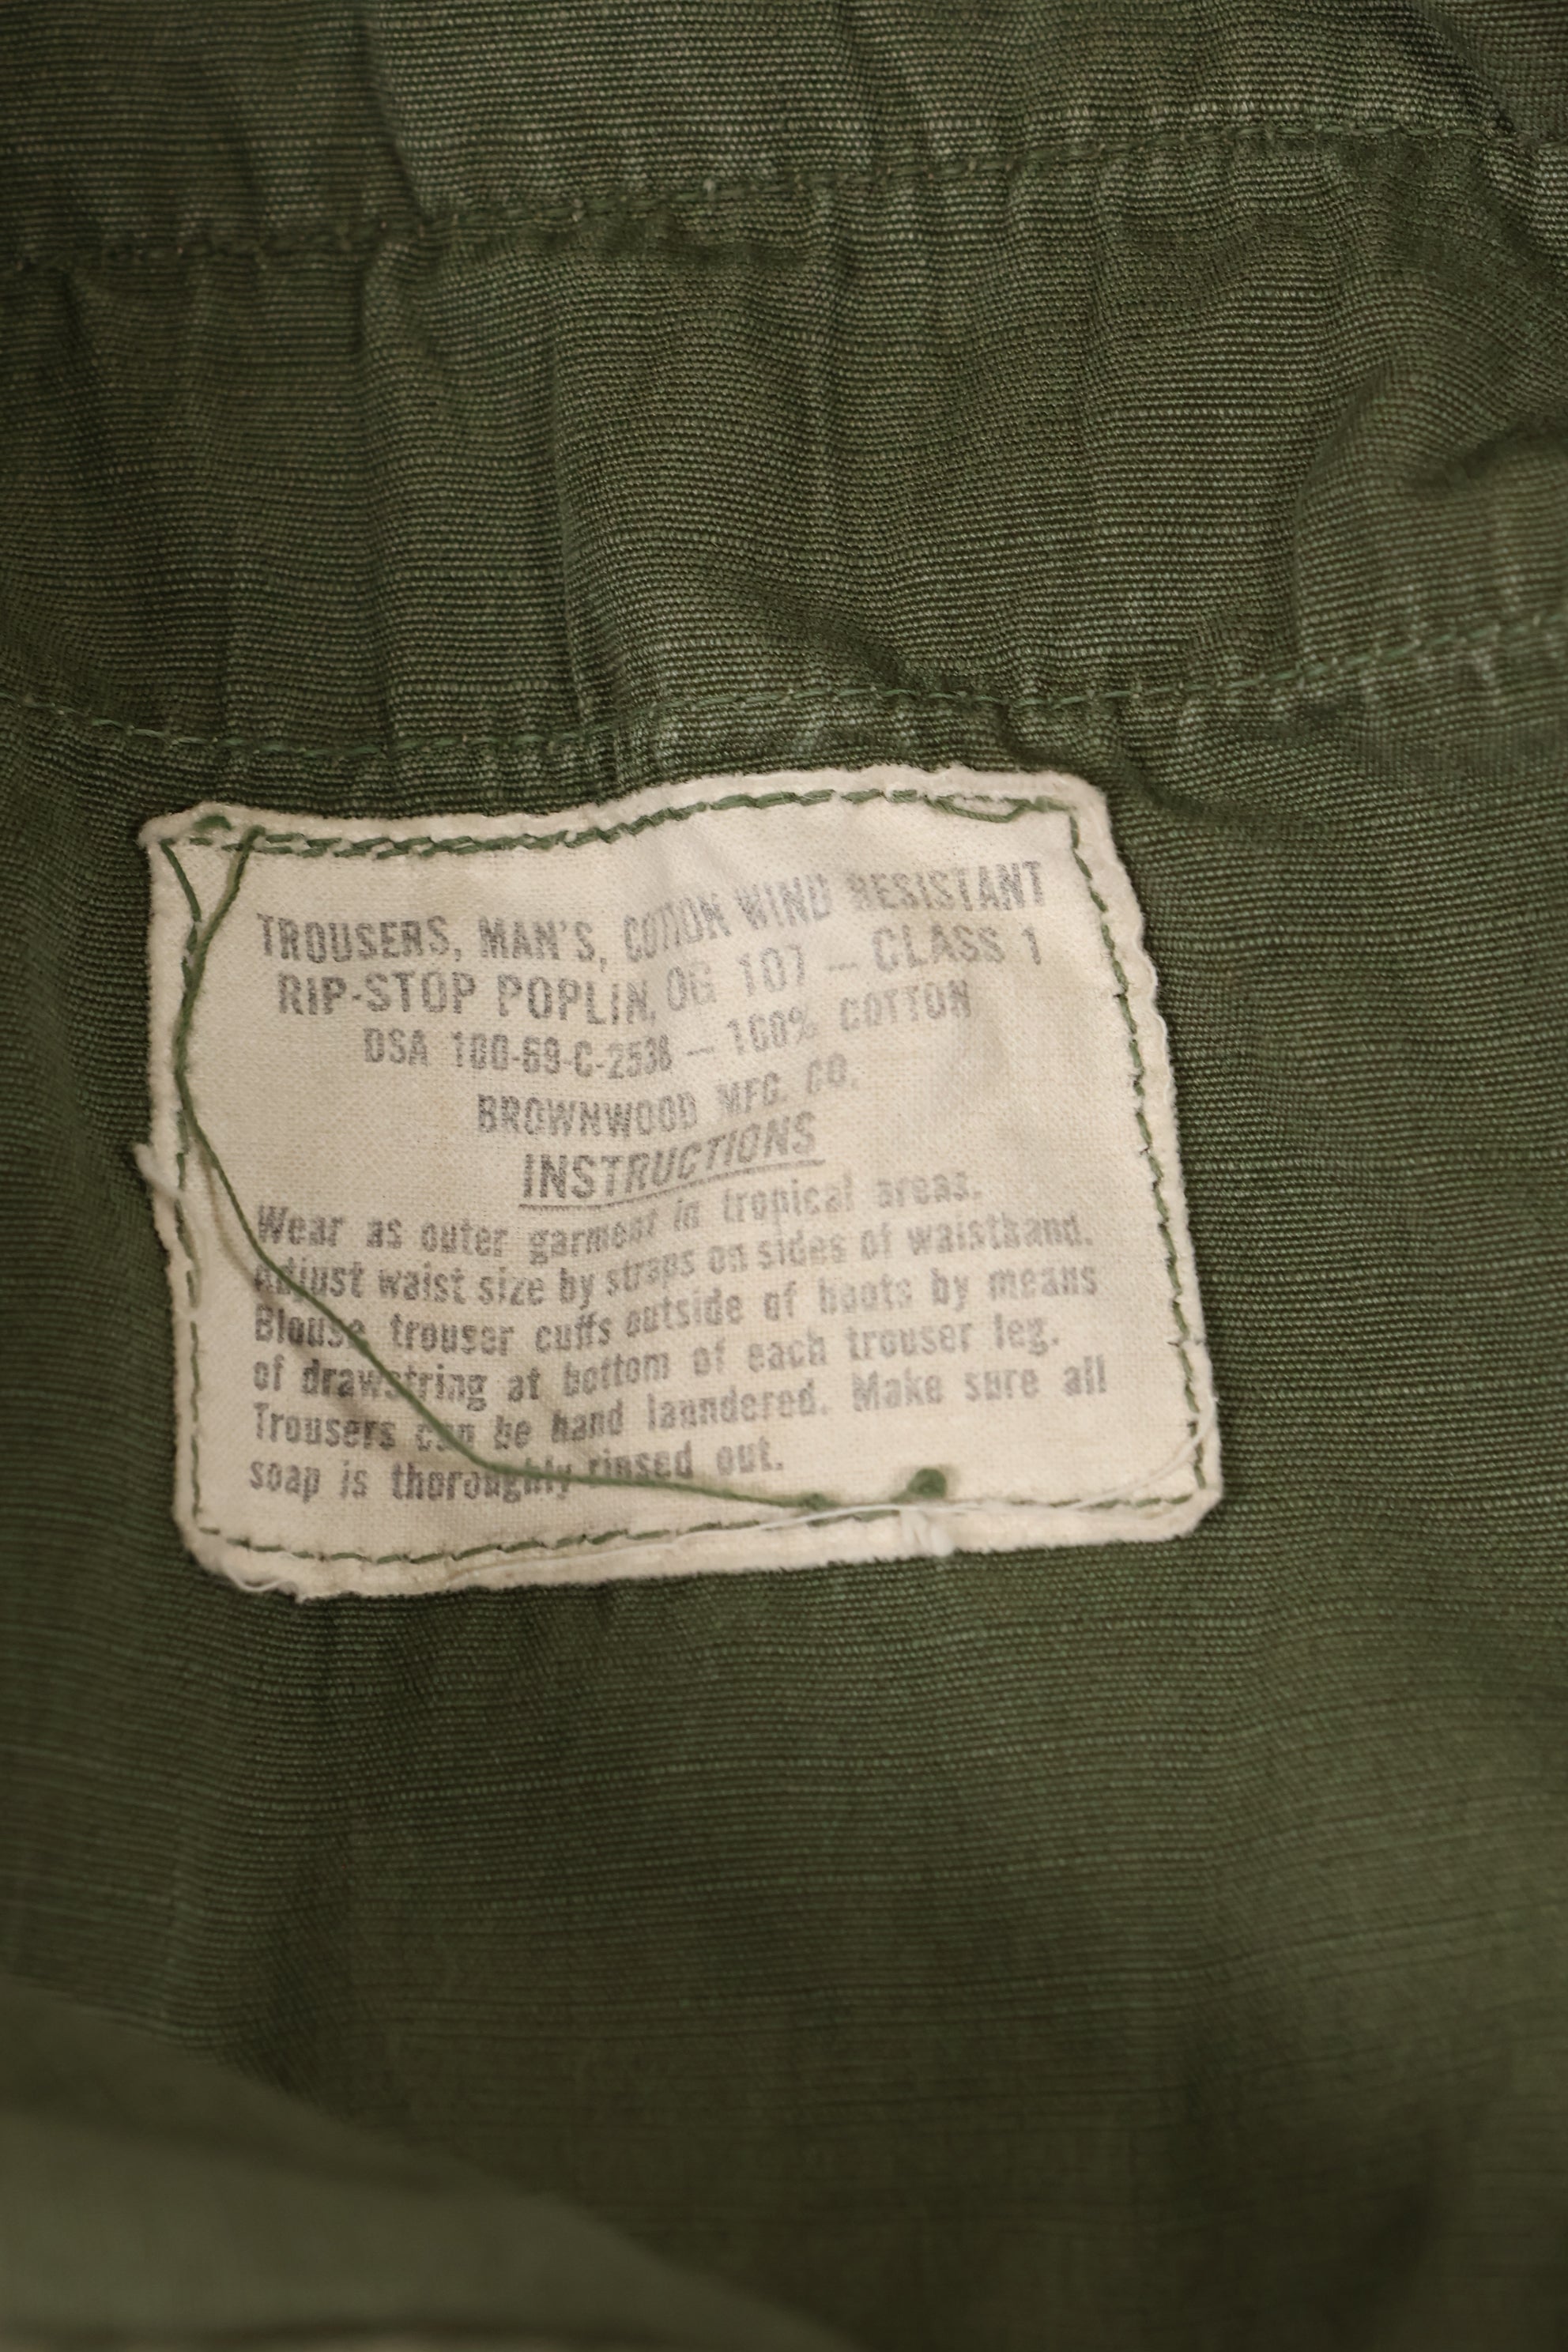 TROUSERS, MAN'S, COTTON WIND RESISTANT
RIP-STOP POPLIN, OG 107 — CLASS 1
DSA 100-69-C-2536 — 100% COTTON
BROWNWOOD MFG. CO.
INSTRUCTIONS
Wear as outer garment in tropical areas.
Adjust waist size by straps on sides of waistband.
Blouse trouser cuffs outside of boots by means
of drawstring at bottom of each trouser leg.
Trousers can be hand laundered. Make sure all
soap is thoroughly rinsed out.